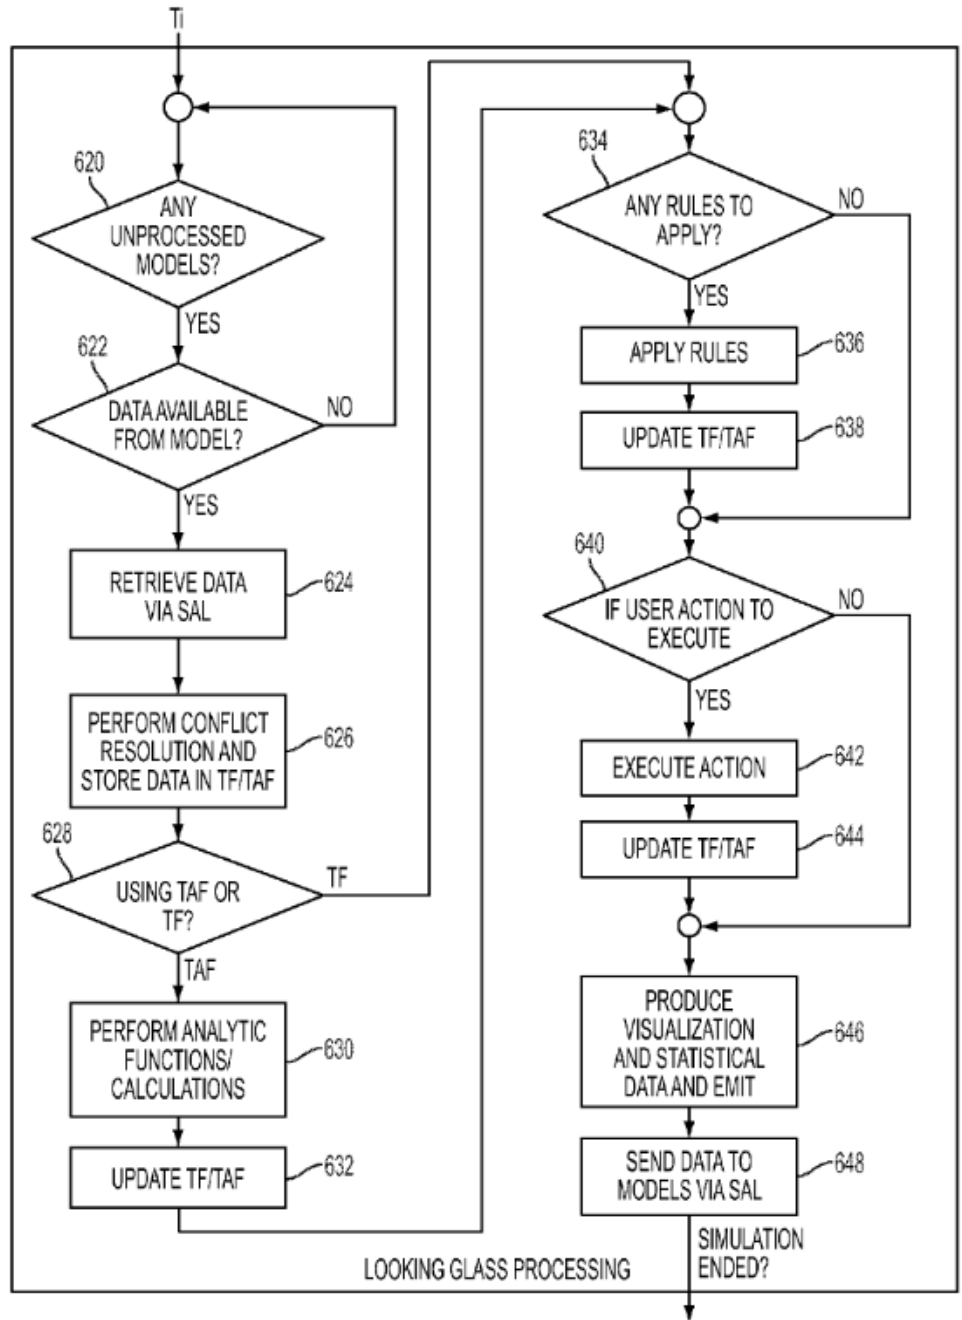 Ti
620
ANY
UNPROCESSED
MODELS?
YES
622
DATA AVAILABLE
FROM MODEL?
NO
YES
RETRIEVE DATA
VIA SAL
624
PERFORM CONFLICT
RESOLUTION AND
STORE DATA IN TF/TAF
626
628
USING TAF OR
TF?
TF
TAF
PERFORM ANALYTIC
FUNCTIONS/
CALCULATIONS
630
UPDATE TF/TAF
632
634
ANY RULES TO
APPLY?
NO
YES
APPLY RULES
636
UPDATE TF/TAF
638
640
IF USER ACTION TO
EXECUTE
NO
YES
EXECUTE ACTION
642
UPDATE TF/TAF
644
PRODUCE
VISUALIZATION
AND STATISTICAL
DATA AND EMIT
646
SEND DATA TO
MODELS VIA SAL
648
SIMULATION
ENDED?
LOOKING GLASS PROCESSING